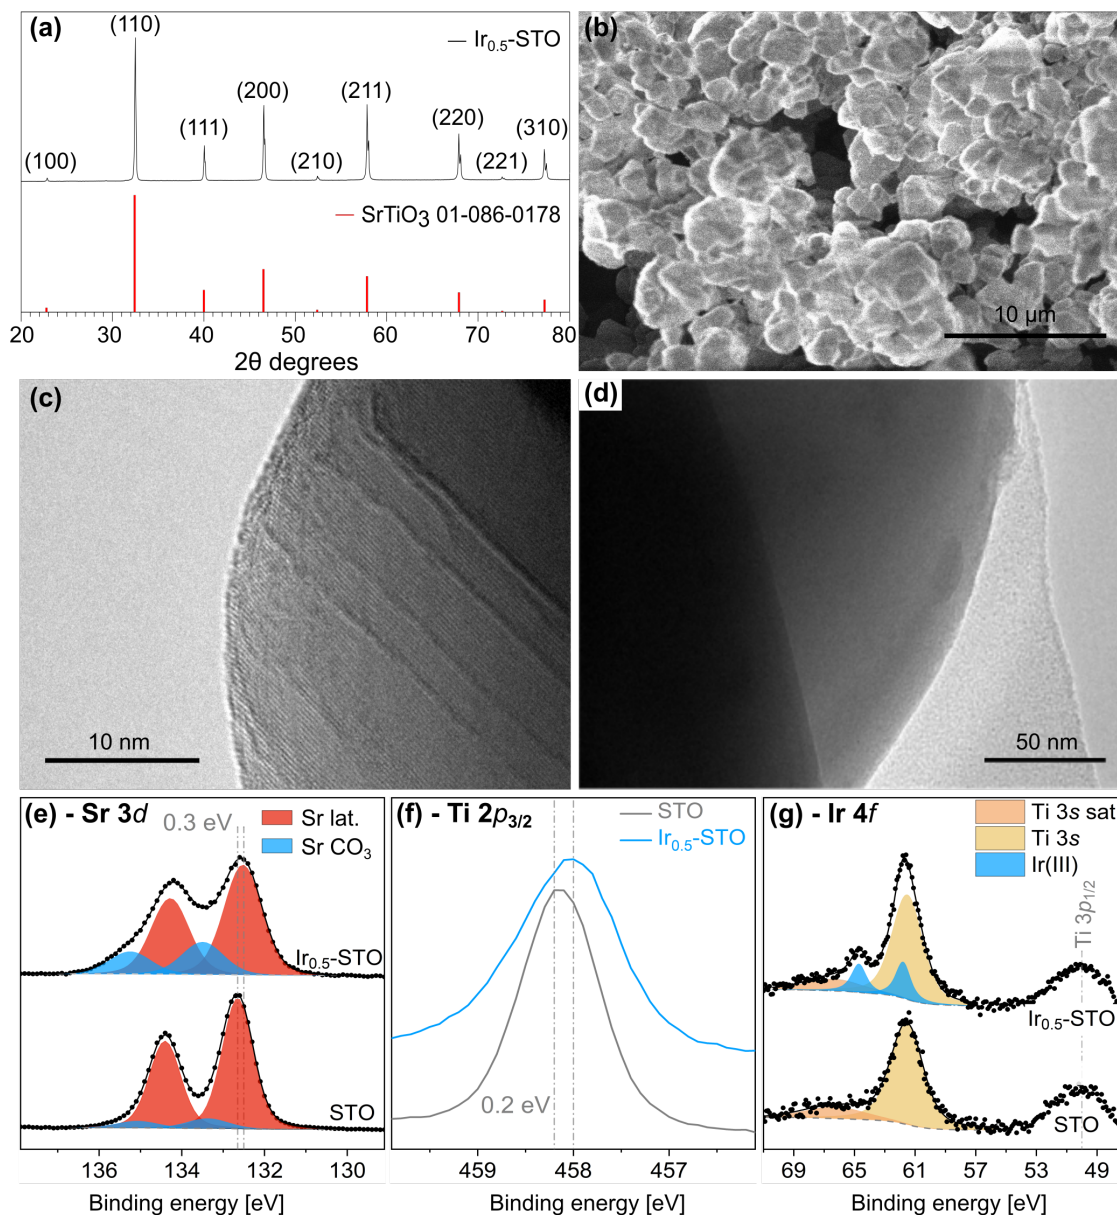 (a)
(110)
— Ir0.5-STO
(100)
(111)
(200)
(210)
(211)
(220)
(221)
(310)
— SrTiO3 01-086-0178
20 30 40 50 60 70 80
2θ degrees
(b)
10 µm
(c)
10 nm
(d)
50 nm
(e) - Sr 3d
0.3 eV
Sr lat.
Sr CO3
Ir0.5-STO
STO
136 134 132 130
Binding energy [eV]
(f) - Ti 2p3/2
STO
Ir0.5-STO
0.2 eV
459 458 457
Binding energy [eV]
(g) - Ir 4f
Ti 3s sat
Ti 3s
Ir(III)
Ti 3p1/2
Ir0.5-STO
STO
69 65 61 57 53 49
Binding energy [eV]